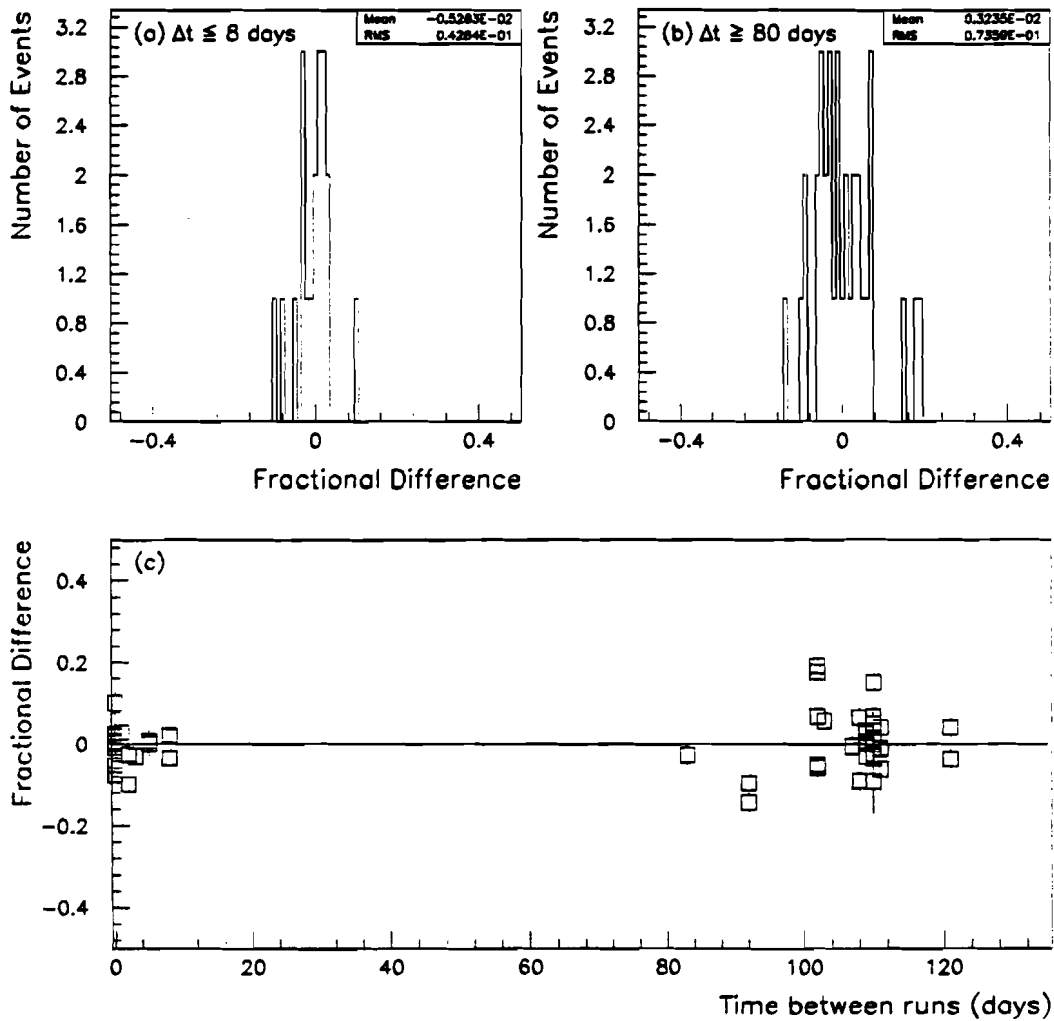 (a) Δt ≦ 8 days
Mean -0.5283E-02
RMS 0.4284E-01
Number of Events
3.2
2.8
2.4
2
1.6
1.2
0.8
0.4
0
-0.4 0 0.4
Fractional Difference
(b) Δt ≧ 80 days
Mean 0.3235E-02
RMS 0.7359E-01
Number of Events
3.2
2.8
2.4
2
1.6
1.2
0.8
0.4
0
-0.4 0 0.4
Fractional Difference
(c)
Fractional Difference
0.4
0.2
0
-0.2
-0.4
0 20 40 60 80 100 120
Time between runs (days)